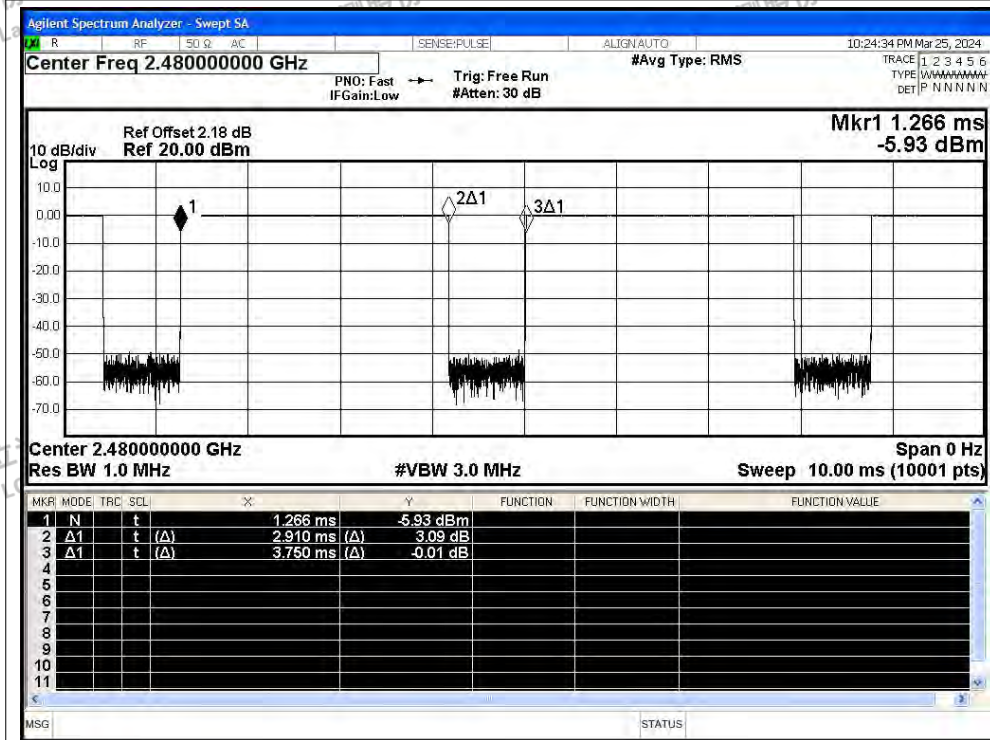 Agilent Spectrum Analyzer - Swept SA
LXI R RF 50 Ω AC SENSE:PULSE ALIGN AUTO 10:24:34 PM Mar 25, 2024
Center Freq 2.480000000 GHz #Avg Type: RMS TRACE 1 2 3 4 5 6
PNO: Fast Trig: Free Run TYPE WWWWWW
IFGain:Low #Atten: 30 dB DET P N N N N N
Mkr1 1.266 ms
Ref Offset 2.18 dB
10 dB/div Ref 20.00 dBm -5.93 dBm
Log
10.0
0.00
1 2Δ1 3Δ1
-10.0
-20.0
-30.0
-40.0
-50.0
-60.0
-70.0
Center 2.480000000 GHz Span 0 Hz
Res BW 1.0 MHz #VBW 3.0 MHz Sweep 10.00 ms (10001 pts)
MKR MODE TRC SCL X Y FUNCTION FUNCTION WIDTH FUNCTION VALUE
1 N t 1.266 ms -5.93 dBm
2 Δ1 t (Δ) 2.910 ms (Δ) 3.09 dB
3 Δ1 t (Δ) 3.750 ms (Δ) -0.01 dB
4
5
6
7
8
9
10
11
MSG STATUS